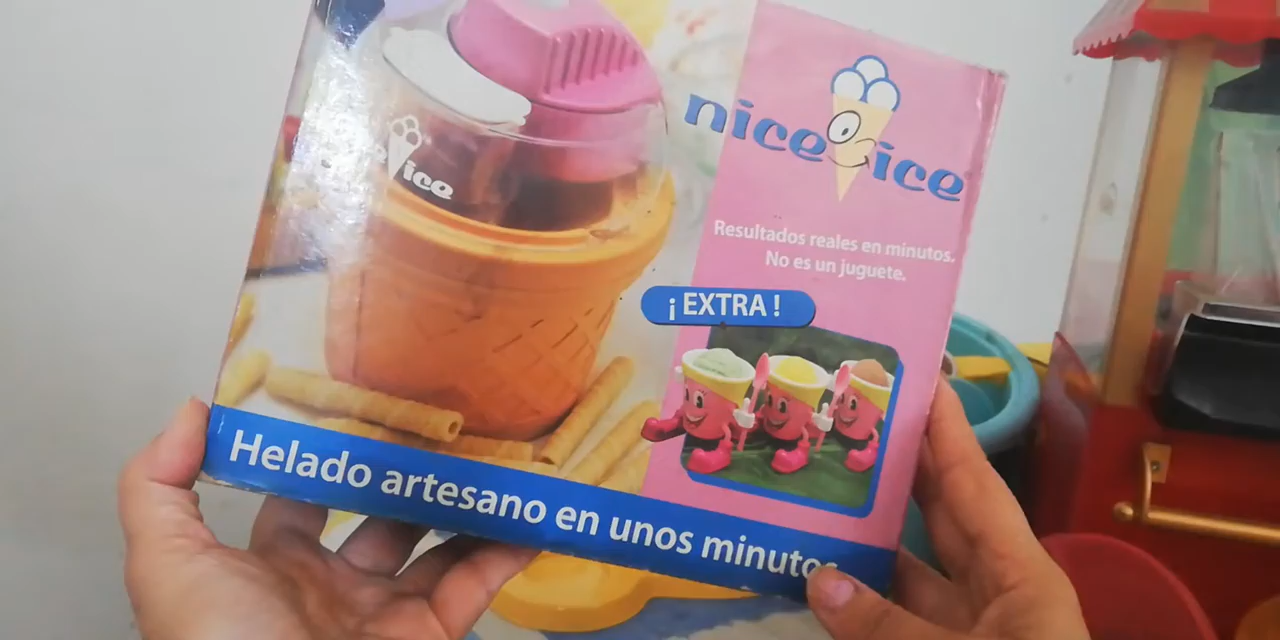 nice ice
ice
Resultados reales en minutos.
No es un juguete.
¡EXTRA!
Helado artesano en unos minutos